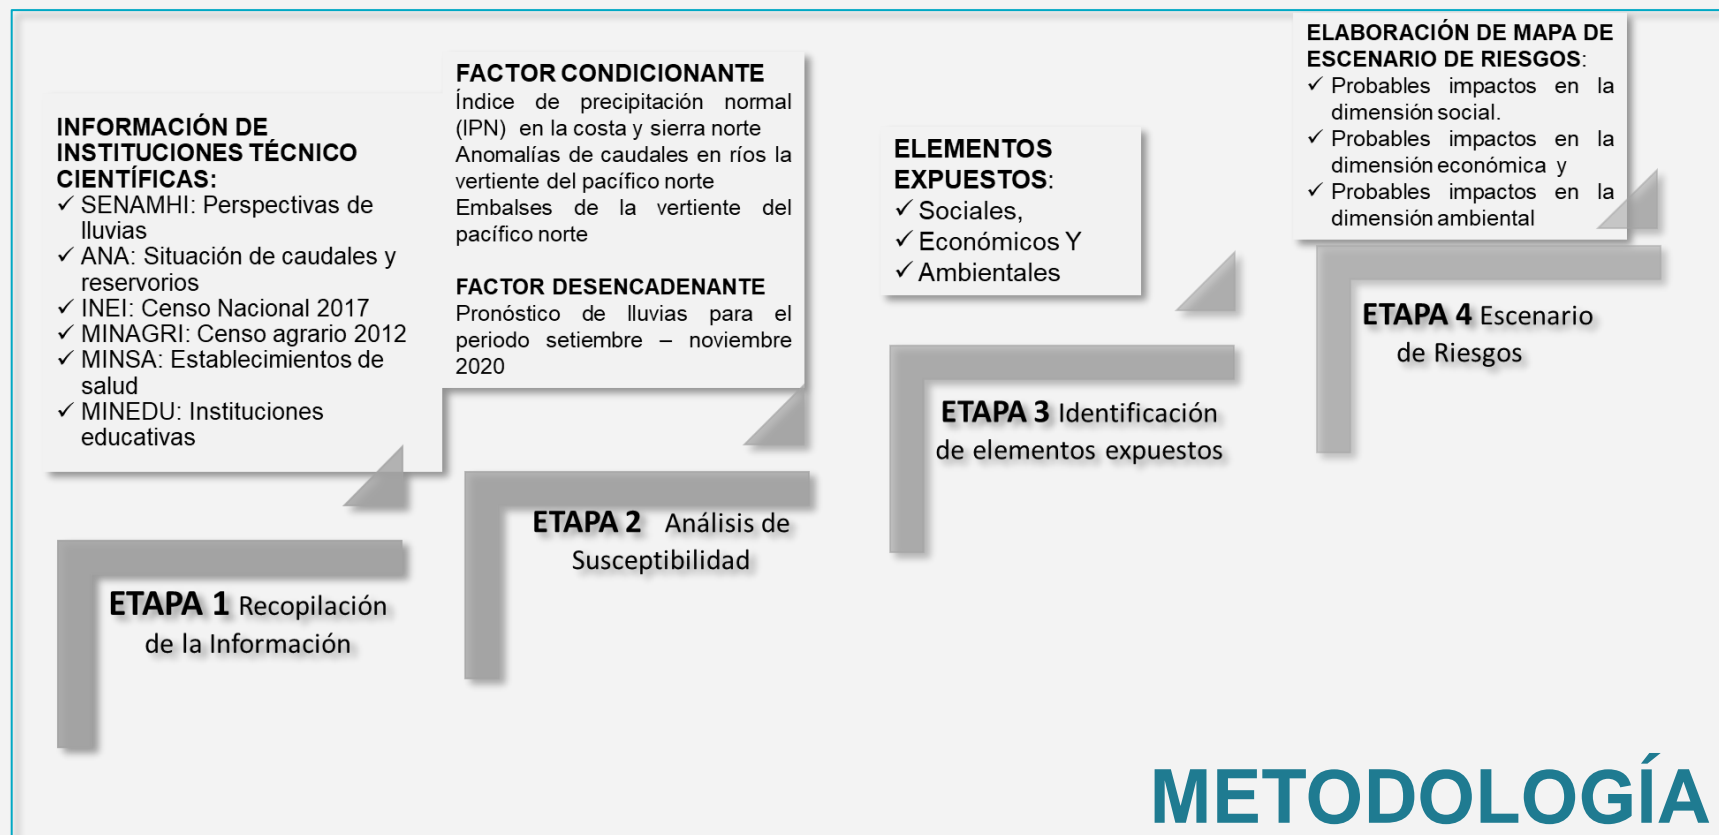 INFORMACIÓN DE
INSTITUCIONES TÉCNICO
CIENTÍFICAS:
✓ SENAMHI: Perspectivas de
lluvias
✓ ANA: Situación de caudales y
reservorios
✓ INEI: Censo Nacional 2017
✓ MINAGRI: Censo agrario 2012
✓ MINSA: Establecimientos de
salud
✓ MINEDU: Instituciones
educativas
ETAPA 1 Recopilación
de la Información
FACTOR CONDICIONANTE
Índice de precipitación normal
(IPN) en la costa y sierra norte
Anomalías de caudales en ríos la
vertiente del pacífico norte
Embalses de la vertiente del
pacífico norte
FACTOR DESENCADENANTE
Pronóstico de lluvias para el
periodo setiembre – noviembre
2020
ETAPA 2 Análisis de
Susceptibilidad
ELEMENTOS
EXPUESTOS:
✓ Sociales,
✓ Económicos Y
✓ Ambientales
ETAPA 3 Identificación
de elementos expuestos
ELABORACIÓN DE MAPA DE
ESCENARIO DE RIESGOS:
✓ Probables impactos en la
dimensión social.
✓ Probables impactos en la
dimensión económica y
✓ Probables impactos en la
dimensión ambiental
ETAPA 4 Escenario
de Riesgos
METODOLOGÍA